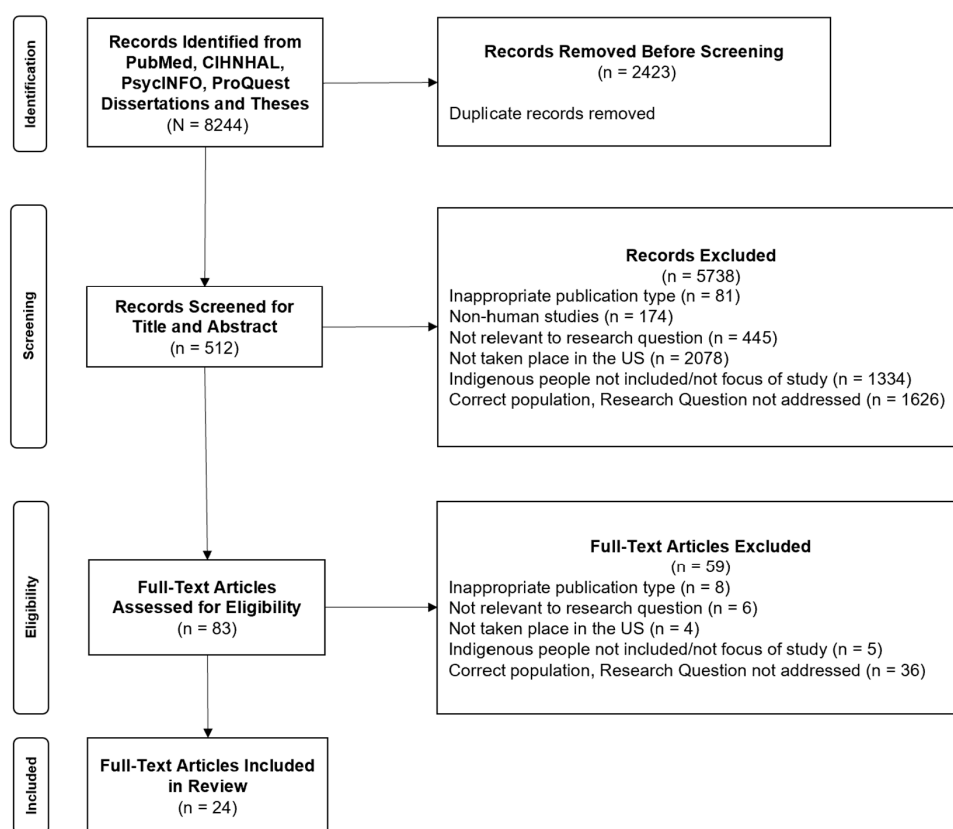 Identification
Records Identified from
PubMed, CIHNHAL,
PsycINFO, ProQuest
Dissertations and Theses
(N = 8244)
Records Removed Before Screening
(n = 2423)
Duplicate records removed
Screening
Records Screened for
Title and Abstract
(n = 512)
Records Excluded
(n = 5738)
Inappropriate publication type (n = 81)
Non-human studies (n = 174)
Not relevant to research question (n = 445)
Not taken place in the US (n = 2078)
Indigenous people not included/not focus of study (n = 1334)
Correct population, Research Question not addressed (n = 1626)
Eligibility
Full-Text Articles
Assessed for Eligibility
(n = 83)
Full-Text Articles Excluded
(n = 59)
Inappropriate publication type (n = 8)
Not relevant to research question (n = 6)
Not taken place in the US (n = 4)
Indigenous people not included/not focus of study (n = 5)
Correct population, Research Question not addressed (n = 36)
Included
Full-Text Articles Included
in Review
(n = 24)